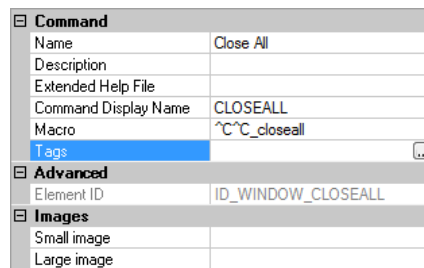 Command
Name Close All
Description
Extended Help File
Command Display Name CLOSEALL
Macro ^C^C_closeall
Tags ...
Advanced
Element ID ID_WINDOW_CLOSEALL
Images
Small image
Large image